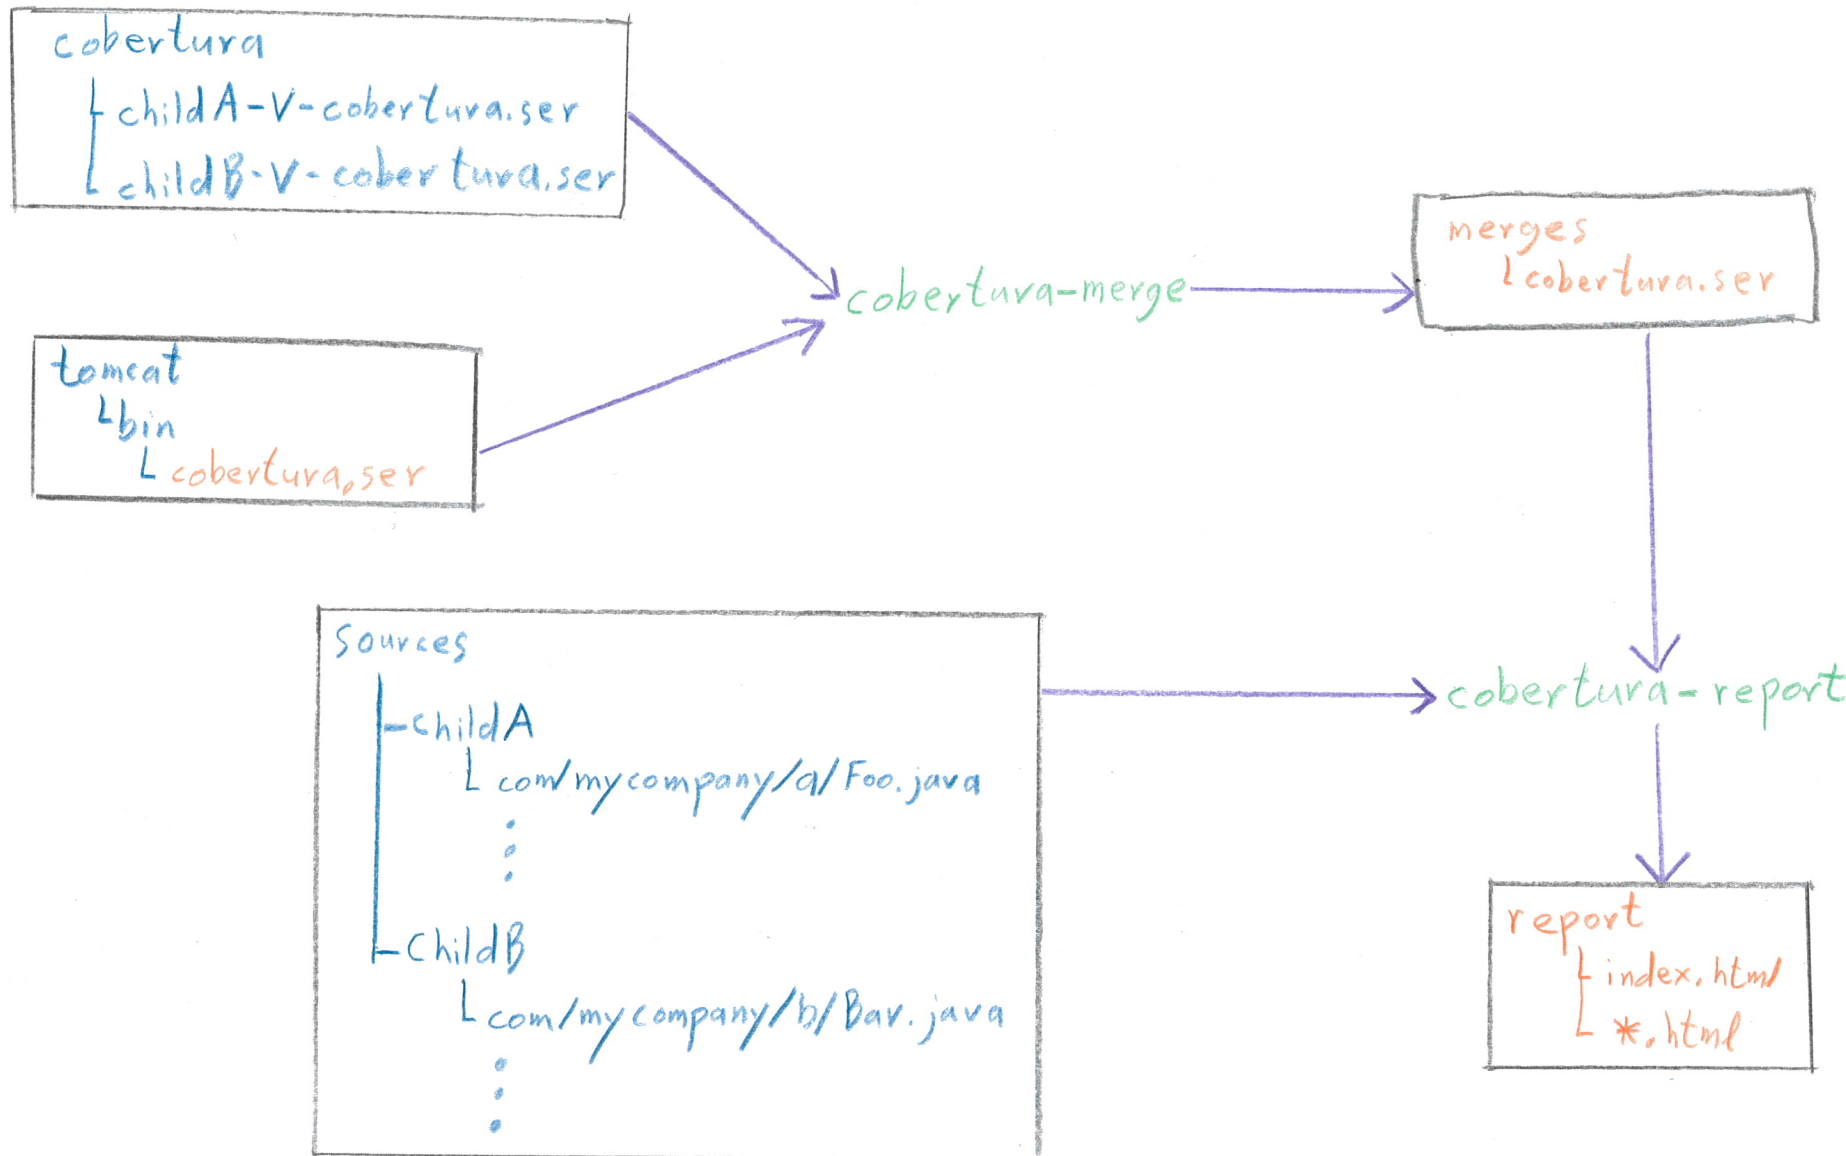 cobertura
childA-V-cobertura.ser
childB-V-cobertura.ser
cobertura-merge
merges
cobertura.ser
tomcat
bin
cobertura.ser
sources
ChildA
com/mycompany/a/Foo.java
ChildB
com/mycompany/b/Bar.java
cobertura-report
report
index.html
*.html